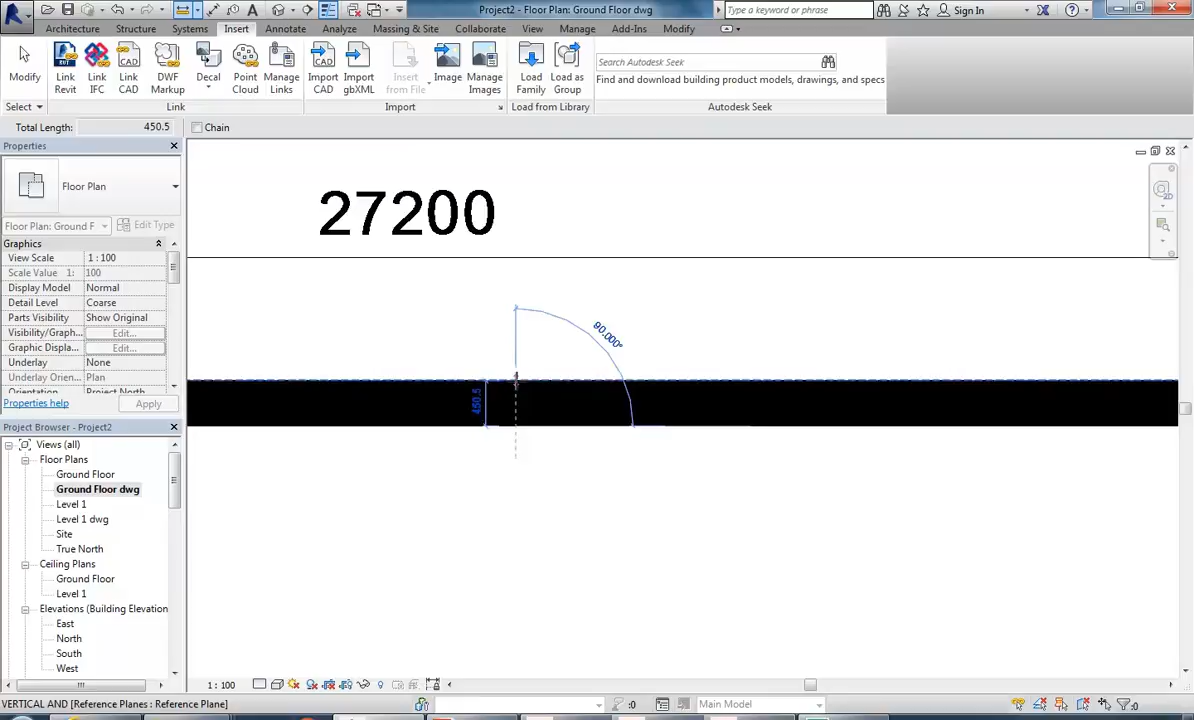 Project2 - Floor Plan: Ground Floor dwg
Type a keyword or phrase
Sign In
Architecture Structure Systems Insert Annotate Analyze Massing & Site Collaborate View Manage Add-Ins Modify
Modify
Link Revit
Link IFC
Link CAD
DWF Markup
Decal
Point Cloud
Manage Links
Import CAD
Import gbXML
Insert from File
Image
Manage Images
Load Family
Load as Group
Autodesk Seek
Find and download building product models, drawings, and specs
Select Link Import Load from Library Autodesk Seek
Total Length: 450.5 Chain
Properties
Floor Plan
Floor Plan: Ground F Edit Type
Graphics
View Scale 1 : 100
Scale Value 1: 100
Display Model Normal
Detail Level Coarse
Parts Visibility Show Original
Visibility/Graph... Edit...
Graphic Displa... Edit...
Underlay None
Underlay Orien... Plan
Orientation Project North
Properties help Apply
27200
90.000°
450.5
Project Browser - Project2
Views (all)
Floor Plans
Ground Floor
Ground Floor dwg
Level 1
Level 1 dwg
Site
True North
Ceiling Plans
Ground Floor
Level 1
Elevations (Building Elevation
East
North
South
West
1 : 100
VERTICAL AND [Reference Planes : Reference Plane] :0 Main Model :0